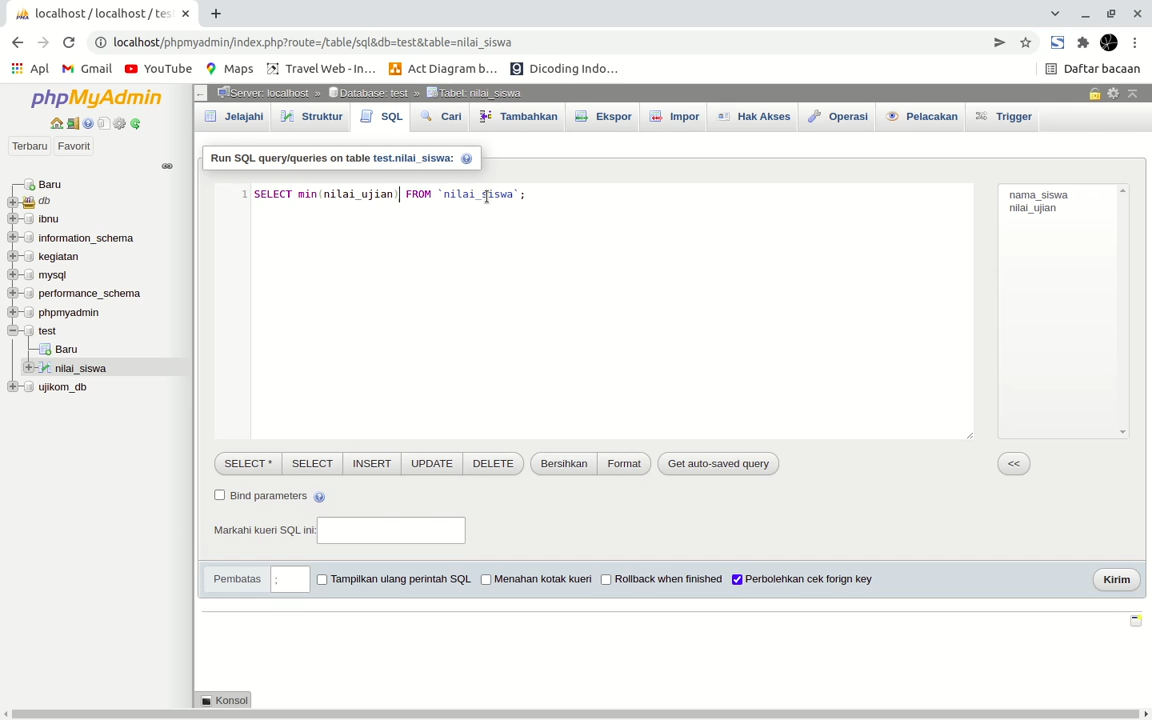 localhost / localhost / tes
localhost/phpmyadmin/index.php?route=/table/sql&db=test&table=nilai_siswa
Apl Gmail YouTube Maps Travel Web - In... Act Diagram b... Dicoding Indo... Daftar bacaan
phpMyAdmin
Terbaru Favorit
Baru
db
ibnu
information_schema
kegiatan
mysql
performance_schema
phpmyadmin
test
Baru
nilai_siswa
ujikom_db
Server: localhost » Database: test » Tabel: nilai_siswa
Jelajahi Struktur SQL Cari Tambahkan Ekspor Impor Hak Akses Operasi Pelacakan Trigger
Run SQL query/queries on table test.nilai_siswa:
1 SELECT min(nilai_ujian) FROM `nilai_siswa`;
nama_siswa
nilai_ujian
SELECT * SELECT INSERT UPDATE DELETE Bersihkan Format Get auto-saved query <<
Bind parameters
Markahi kueri SQL ini:
Pembatas ; Tampilkan ulang perintah SQL Menahan kotak kueri Rollback when finished Perbolehkan cek forign key Kirim
Konsol